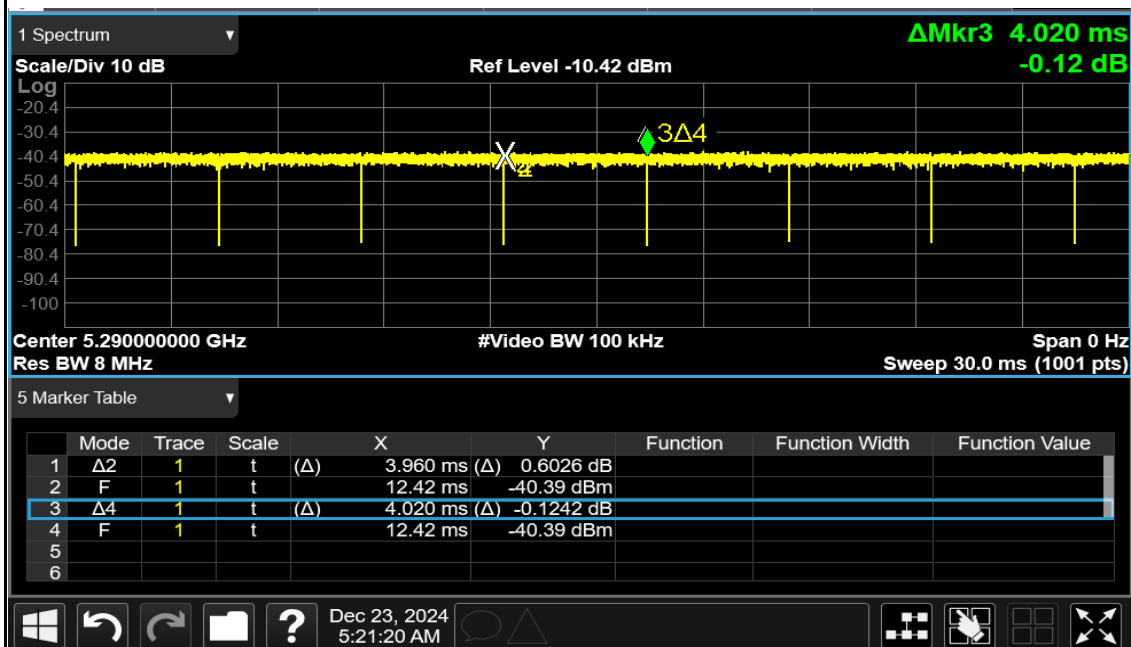 1 Spectrum ▼ ΔMkr3 4.020 ms
Scale/Div 10 dB Ref Level -10.42 dBm -0.12 dB
Log
-20.4
-30.4 3Δ4
-40.4 X
4
-50.4
-60.4
-70.4
-80.4
-90.4
-100
Center 5.290000000 GHz #Video BW 100 kHz Span 0 Hz
Res BW 8 MHz Sweep 30.0 ms (1001 pts)
5 Marker Table ▼
Mode Trace Scale X Y Function Function Width Function Value
1 Δ2 1 t (Δ) 3.960 ms (Δ) 0.6026 dB
2 F 1 t 12.42 ms -40.39 dBm
3 Δ4 1 t (Δ) 4.020 ms (Δ) -0.1242 dB
4 F 1 t 12.42 ms -40.39 dBm
5
6
? Dec 23, 2024
5:21:20 AM